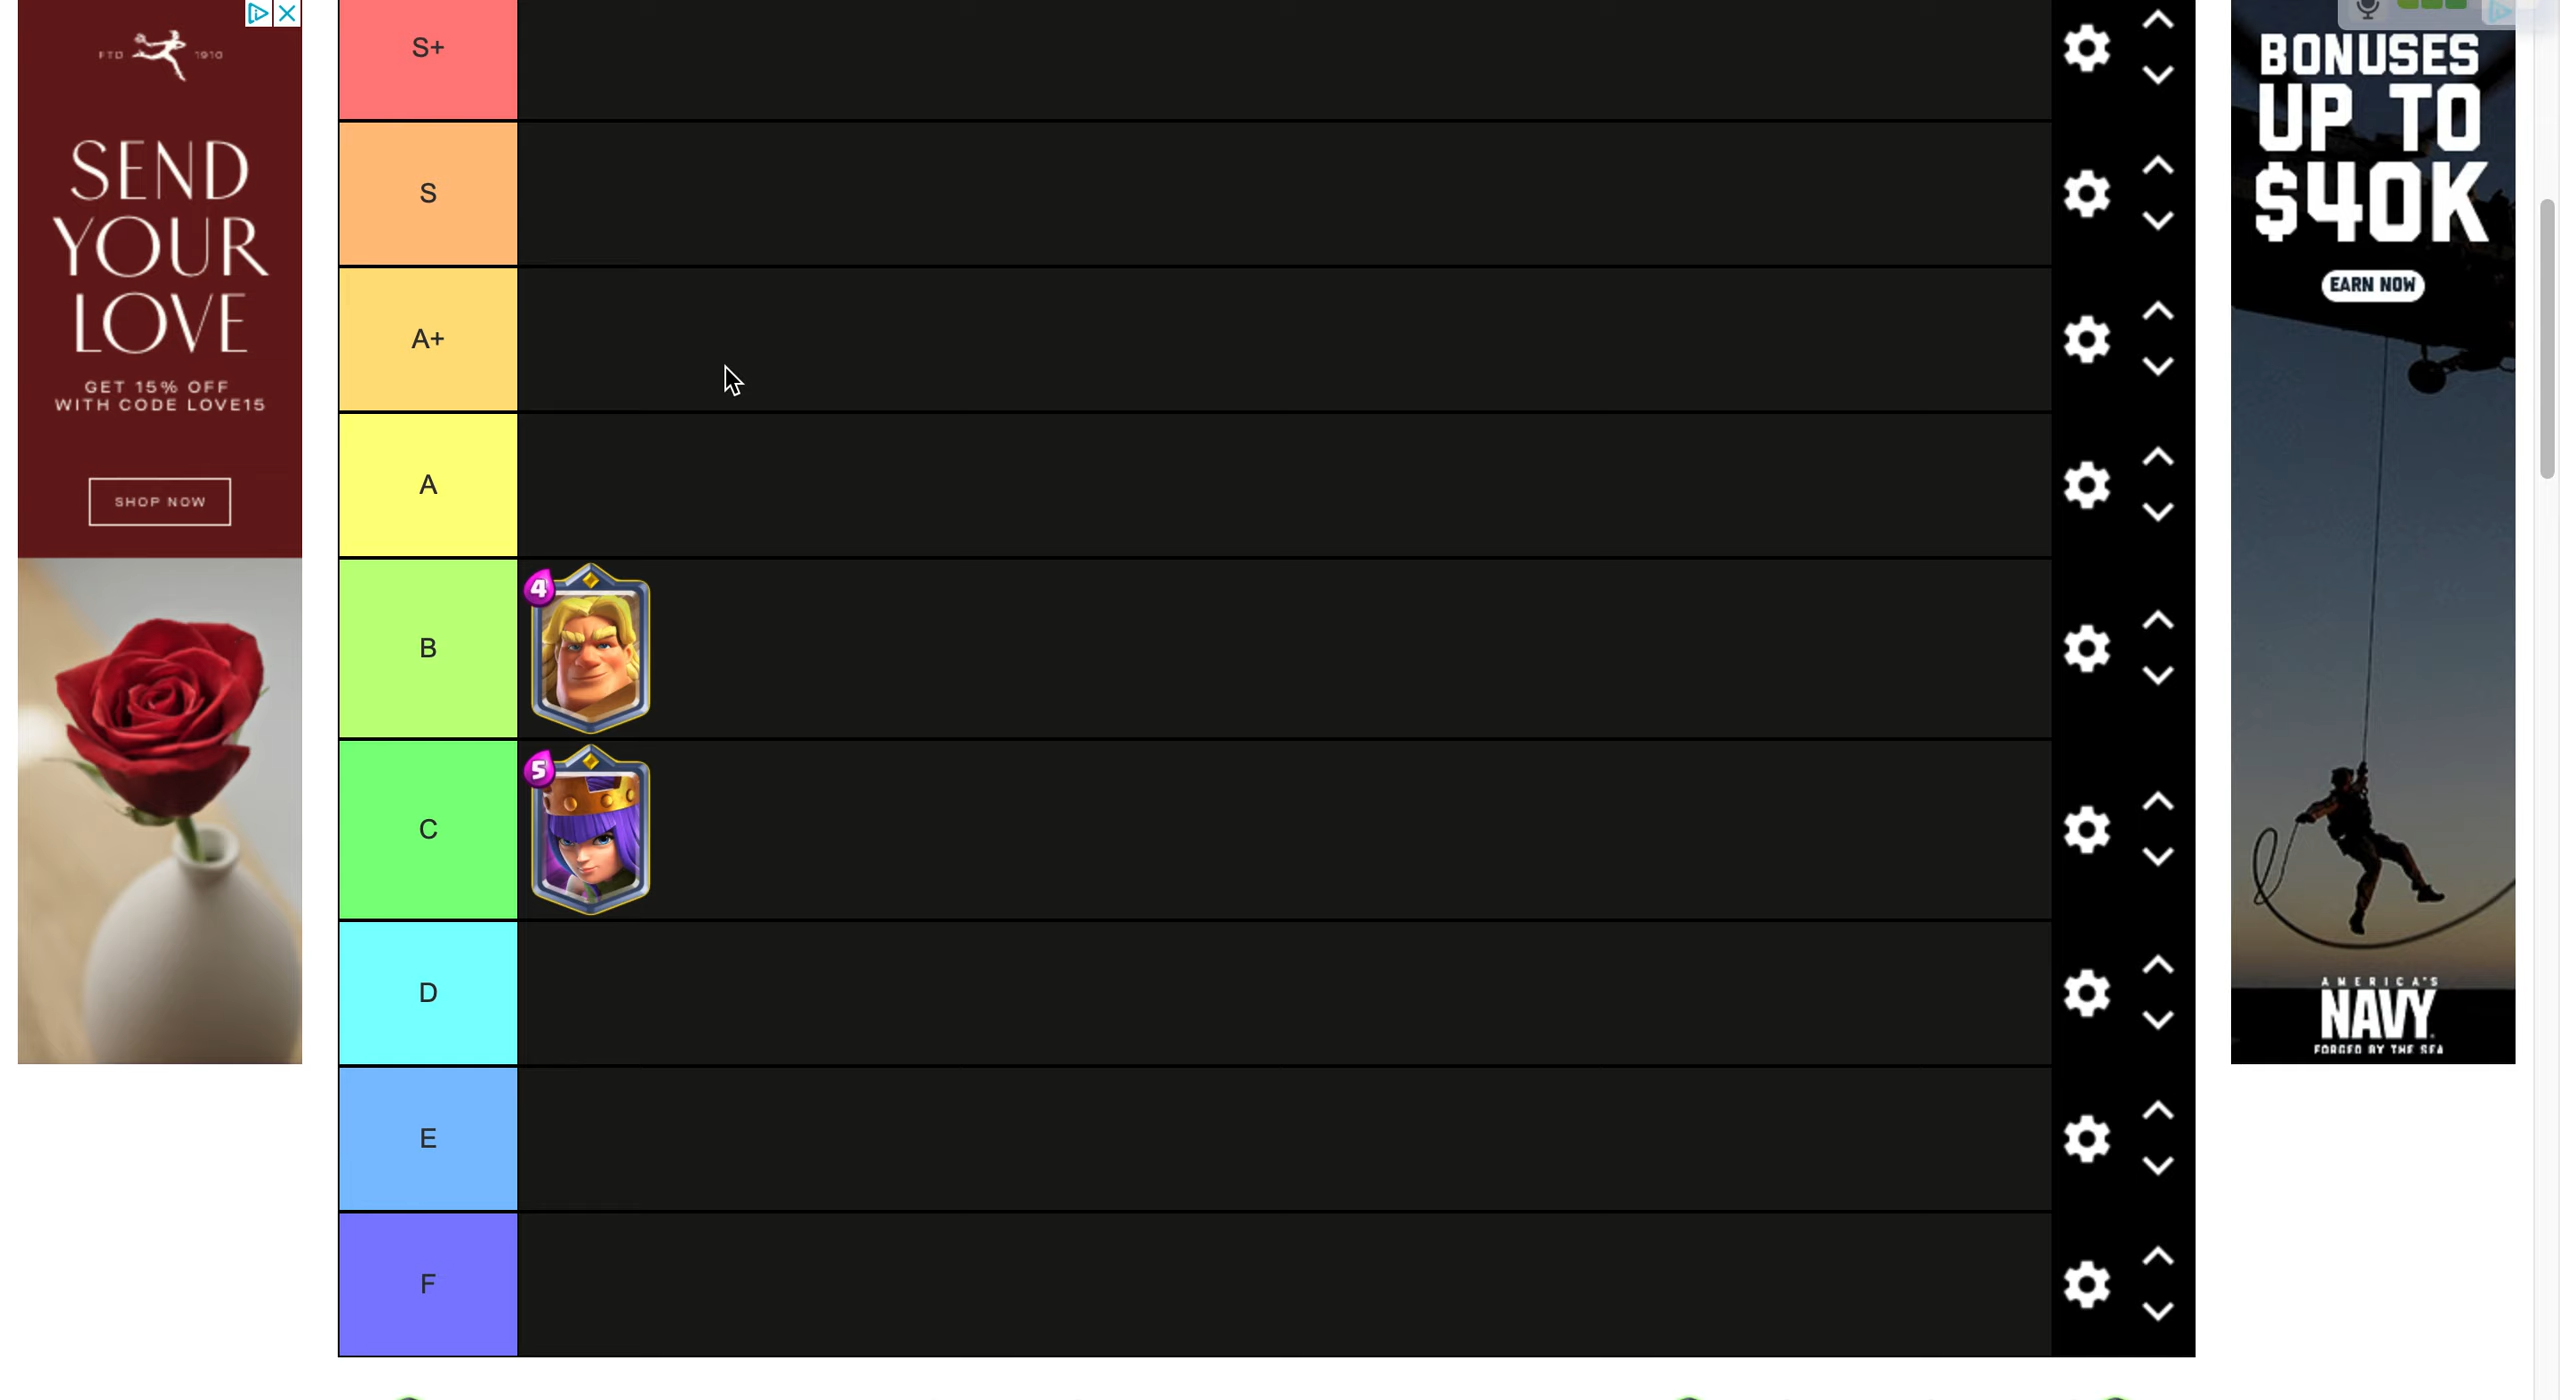 FTD 1910
SEND
YOUR
LOVE
GET 15% OFF
WITH CODE LOVE15
SHOP NOW
S+
S
A+
A
B
4
C
5
D
E
F
BONUSES
UP TO
$40K
EARN NOW
AMERICA'S
NAVY
FORGED BY THE SEA